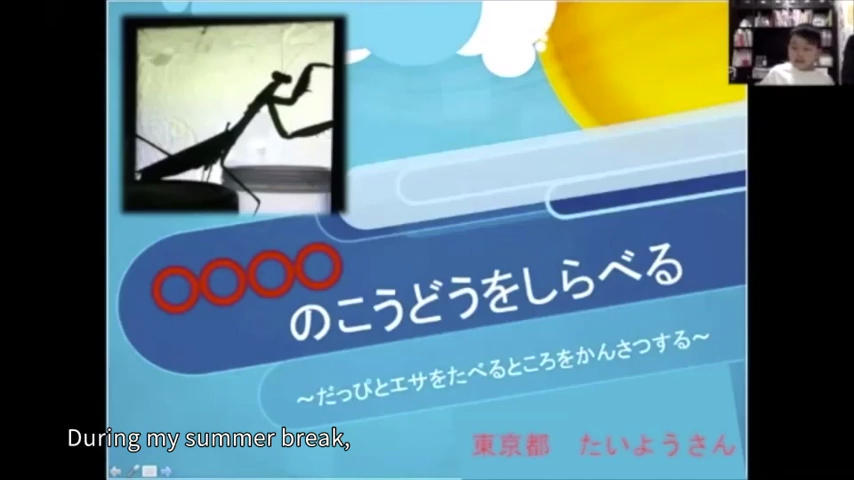 〇〇〇〇
のこうどうをしらべる
～だっぴとエサをたべるところをかんさつする～
東京都 たいようさん
During my summer break,